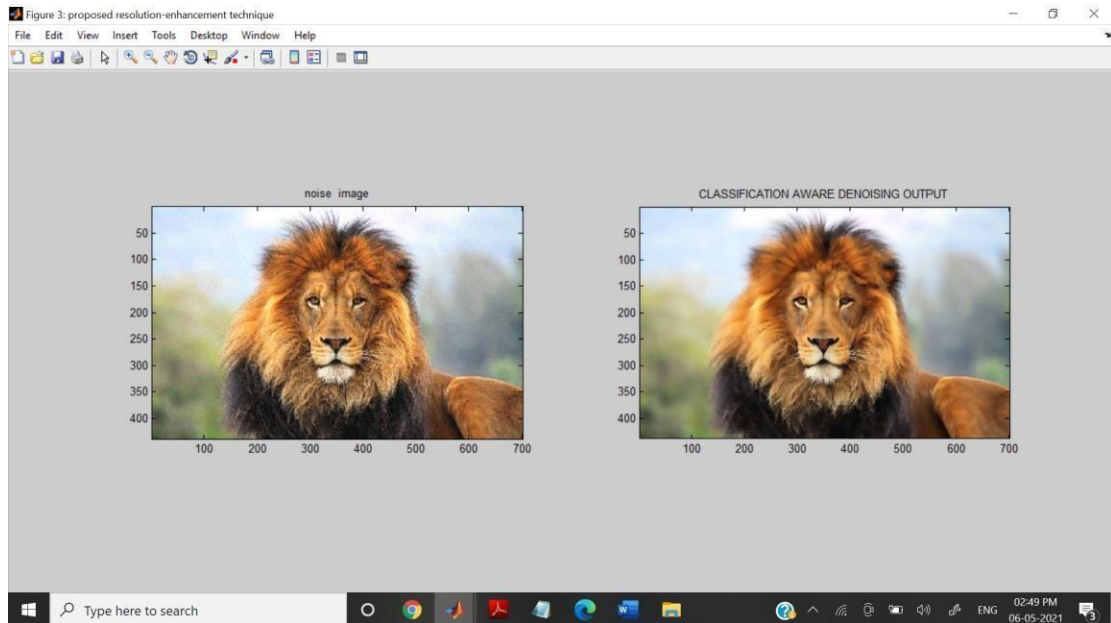 Figure 3: proposed resolution-enhancement technique
File Edit View Insert Tools Desktop Window Help
noise image
50
100
150
200
250
300
350
400
100 200 300 400 500 600 700
CLASSIFICATION AWARE DENOISING OUTPUT
50
100
150
200
250
300
350
400
100 200 300 400 500 600 700
Type here to search
ENG
02:49 PM
06-05-2021
3